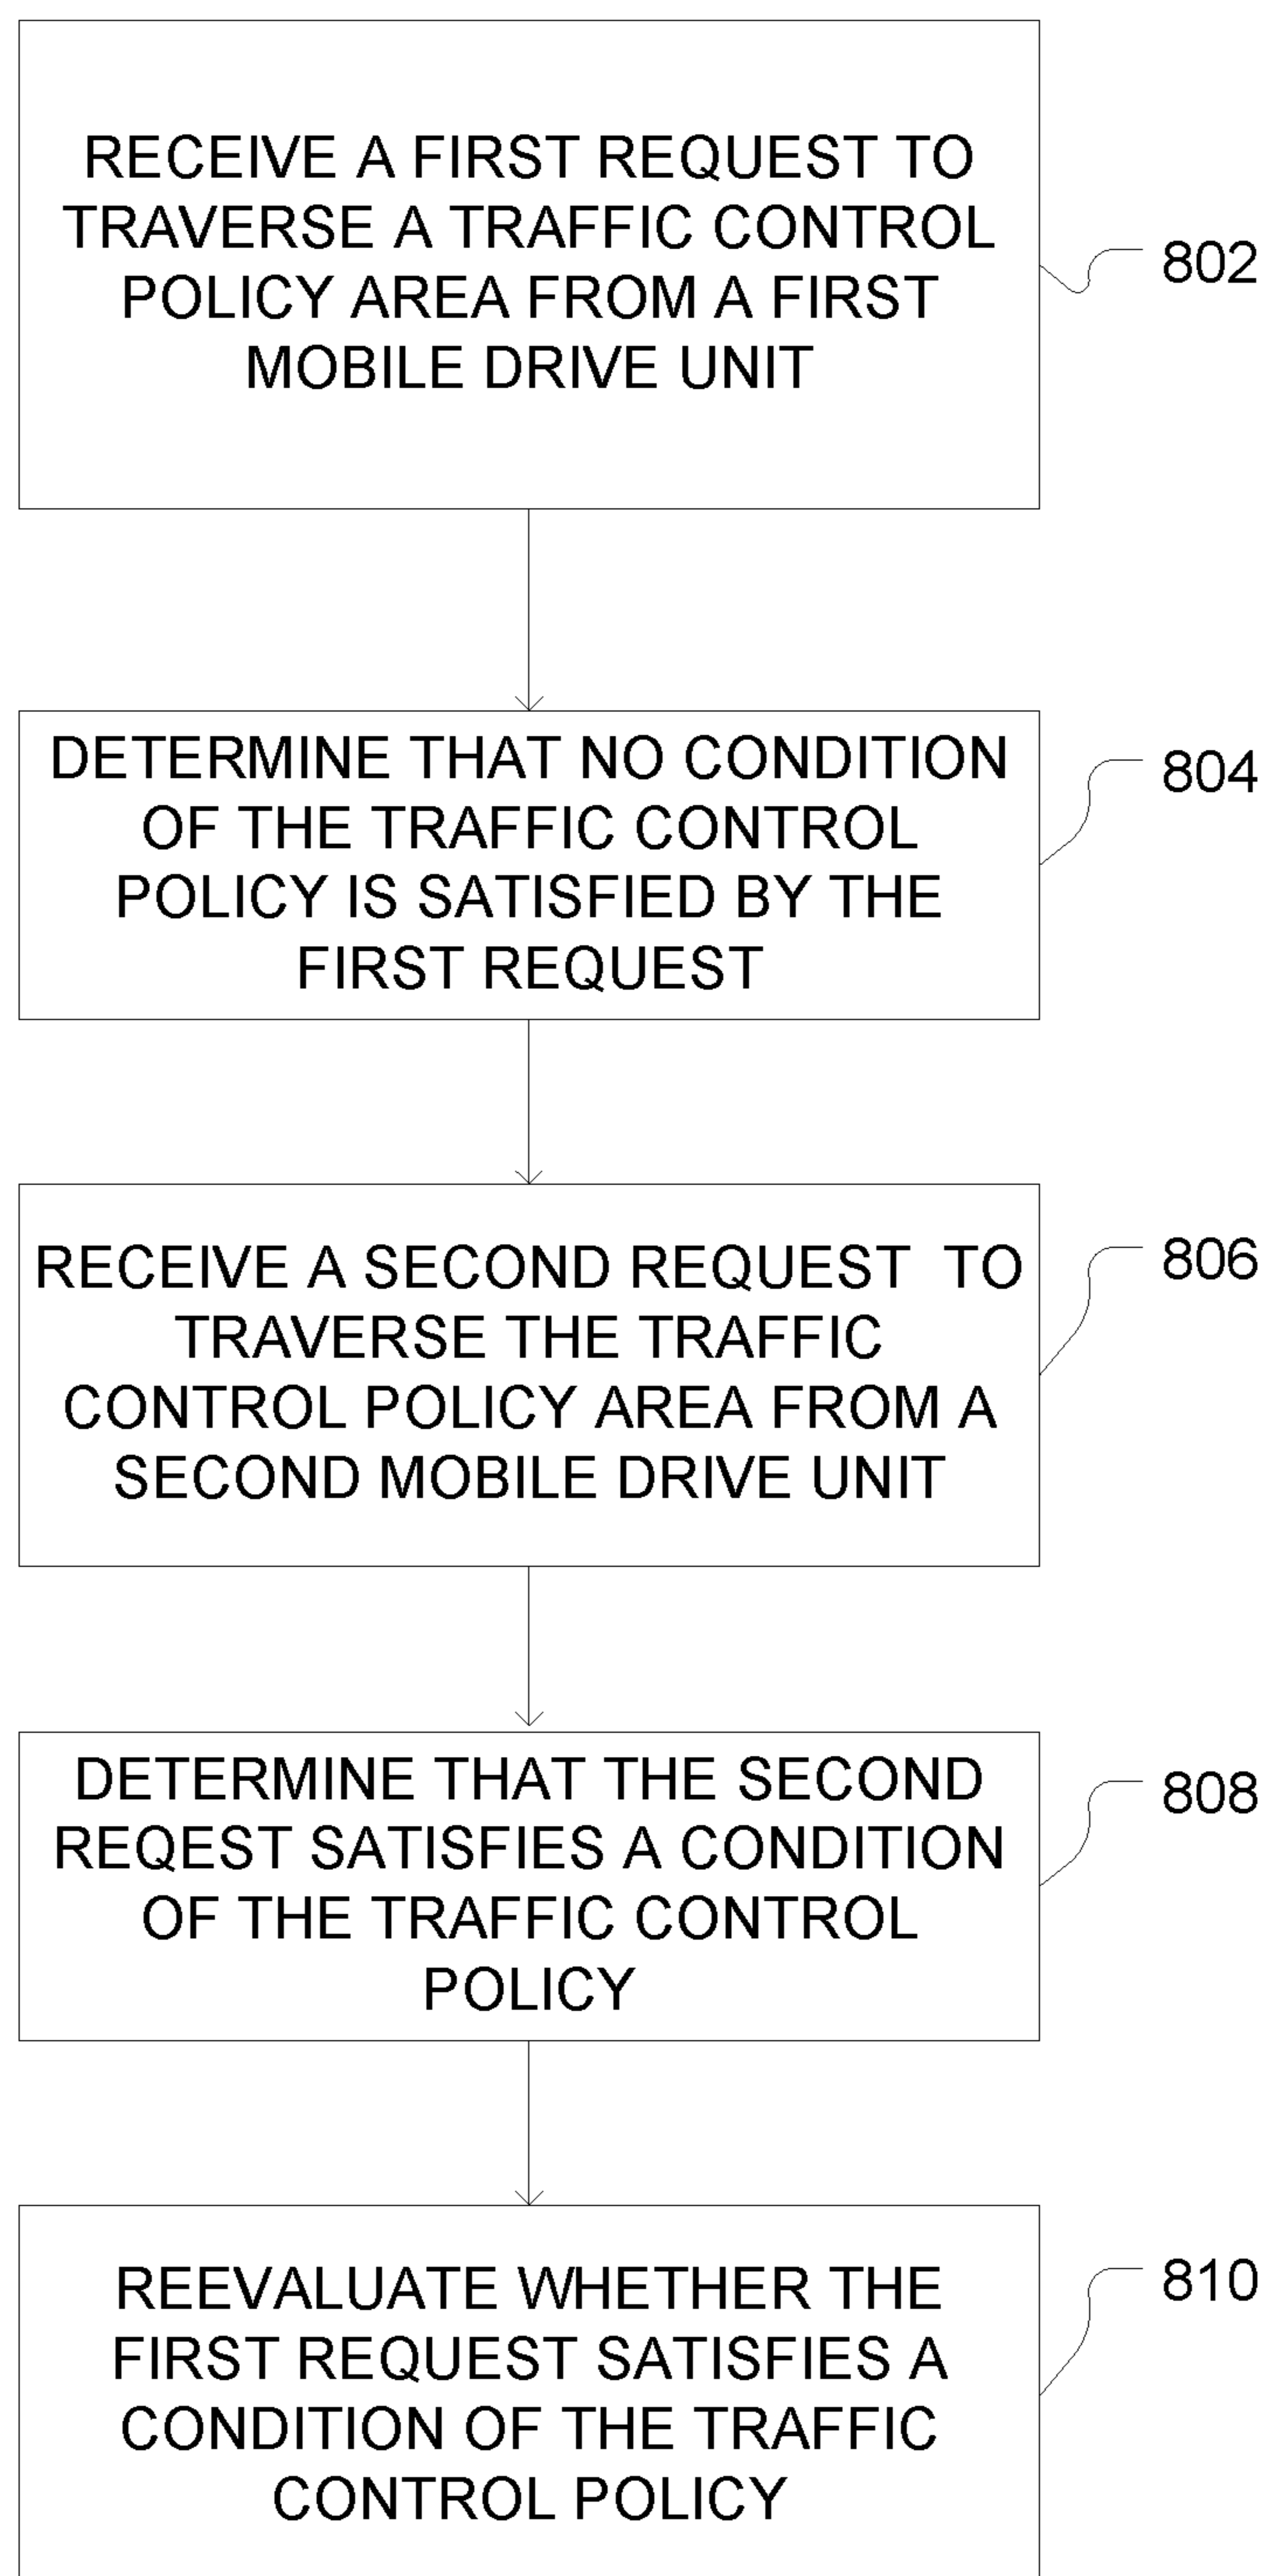 RECEIVE A FIRST REQUEST TO
TRAVERSE A TRAFFIC CONTROL
POLICY AREA FROM A FIRST
MOBILE DRIVE UNIT
802
DETERMINE THAT NO CONDITION
OF THE TRAFFIC CONTROL
POLICY IS SATISFIED BY THE
FIRST REQUEST
804
RECEIVE A SECOND REQUEST  TO
TRAVERSE THE TRAFFIC
CONTROL POLICY AREA FROM A
SECOND MOBILE DRIVE UNIT
806
DETERMINE THAT THE SECOND
REQEST SATISFIES A CONDITION
OF THE TRAFFIC CONTROL
POLICY
808
REEVALUATE WHETHER THE
FIRST REQUEST SATISFIES A
CONDITION OF THE TRAFFIC
CONTROL POLICY
810